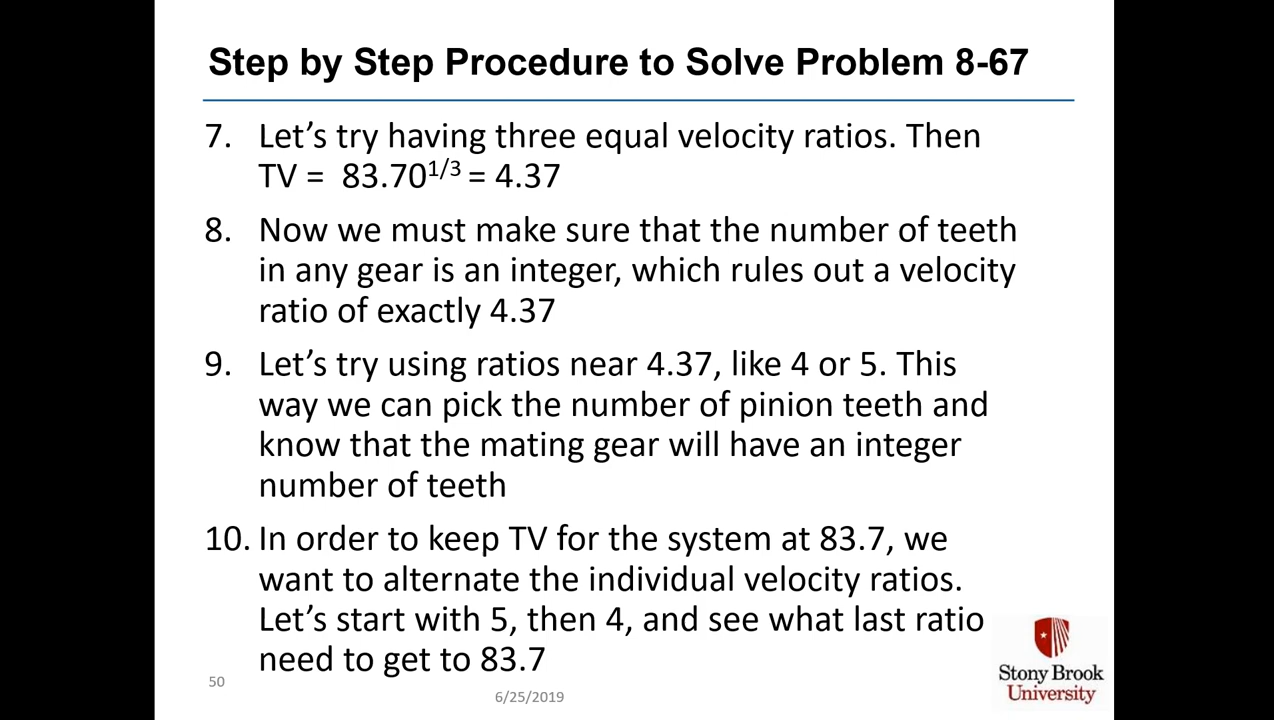 Step by Step Procedure to Solve Problem 8-67
7. Let’s try having three equal velocity ratios. Then
TV = 83.70^1/3 = 4.37
8. Now we must make sure that the number of teeth
in any gear is an integer, which rules out a velocity
ratio of exactly 4.37
9. Let’s try using ratios near 4.37, like 4 or 5. This
way we can pick the number of pinion teeth and
know that the mating gear will have an integer
number of teeth
10. In order to keep TV for the system at 83.7, we
want to alternate the individual velocity ratios.
Let’s start with 5, then 4, and see what last ratio
need to get to 83.7
50
6/25/2019
Stony Brook
University